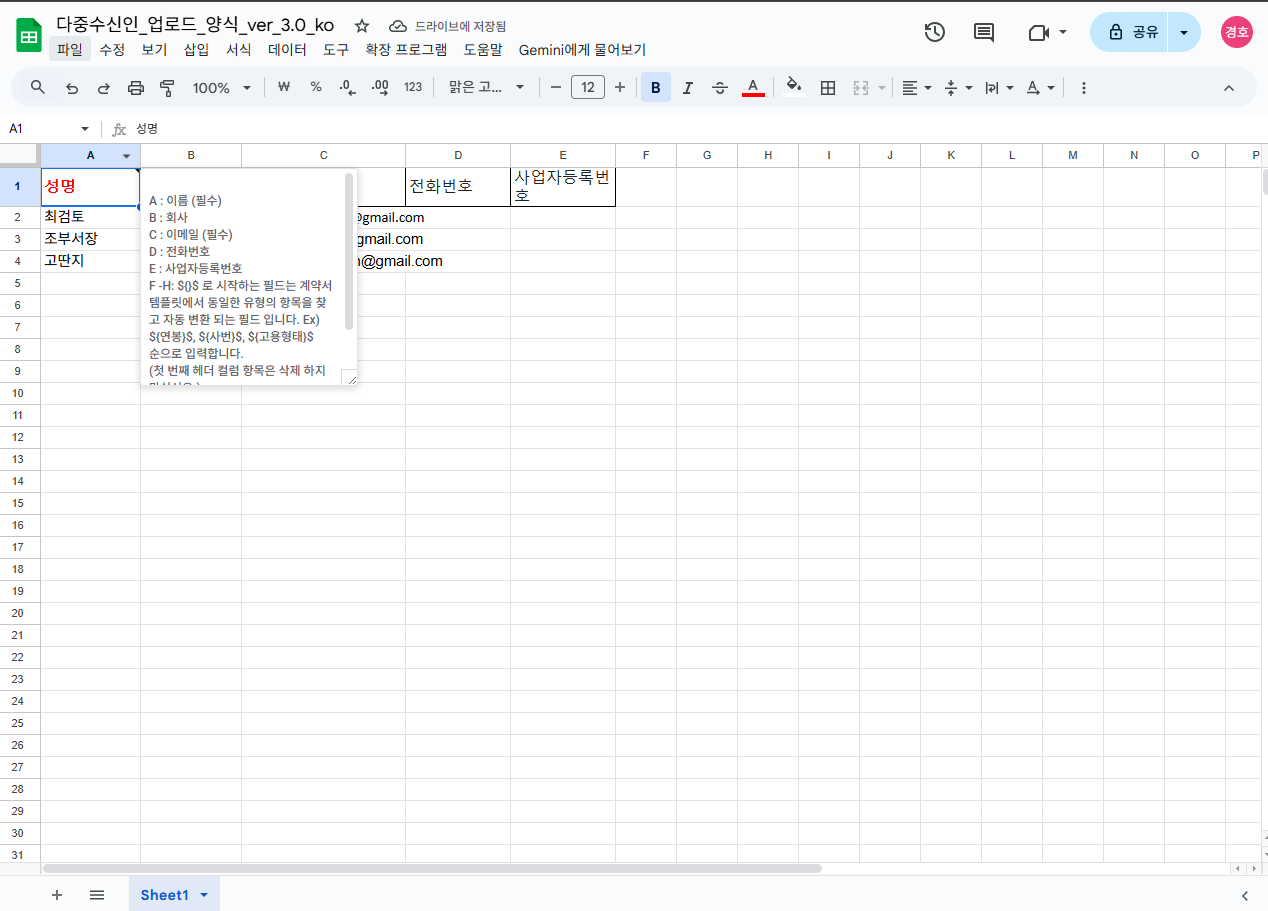 다중수신인_업로드_양식_ver_3.0_ko 드라이브에 저장됨
파일 수정 보기 삽입 서식 데이터 도구 확장 프로그램 도움말 Gemini에게 물어보기
공유
경호
100% ₩ % .0 .00 123 맑은 고... 12 B I S A A
A1 fx 성명
A B C D E F G H I J K L M N O P
1 성명 전화번호 사업자등록번
호
A : 이름 (필수)
B : 회사
C : 이메일 (필수)
D : 전화번호
E : 사업자등록번호
F -H: ${}$ 로 시작하는 필드는 계약서
템플릿에서 동일한 유형의 항목을 찾
고 자동 변환 되는 필드 입니다. Ex)
${연봉}$, ${사번}$, ${고용형태}$
순으로 입력합니다.
(첫 번째 헤더 컬럼 항목은 삭제 하지
2 최검토 @gmail.com
3 조부서장 gmail.com
4 고딴지 @gmail.com
5
6
7
8
9
10
11
12
13
14
15
16
17
18
19
20
21
22
23
24
25
26
27
28
29
30
31
Sheet1